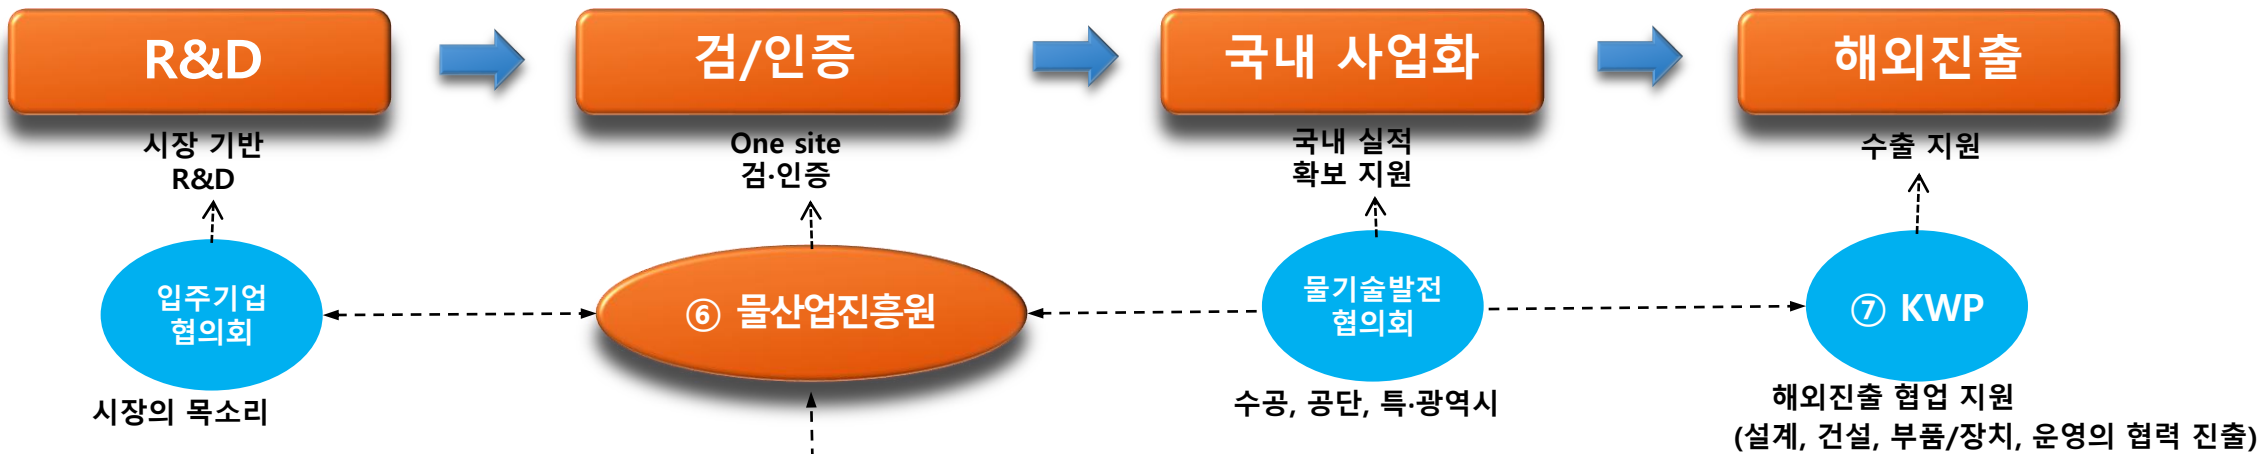 R&D
검/인증
국내 사업화
해외진출
시장 기반
R&D
One site
검·인증
국내 실적
확보 지원
수출 지원
입주기업
협의회
⑥ 물산업진흥원
물기술발전
협의회
⑦ KWP
시장의 목소리
수공, 공단, 특·광역시
해외진출 협업 지원
(설계, 건설, 부품/장치, 운영의 협력 진출)